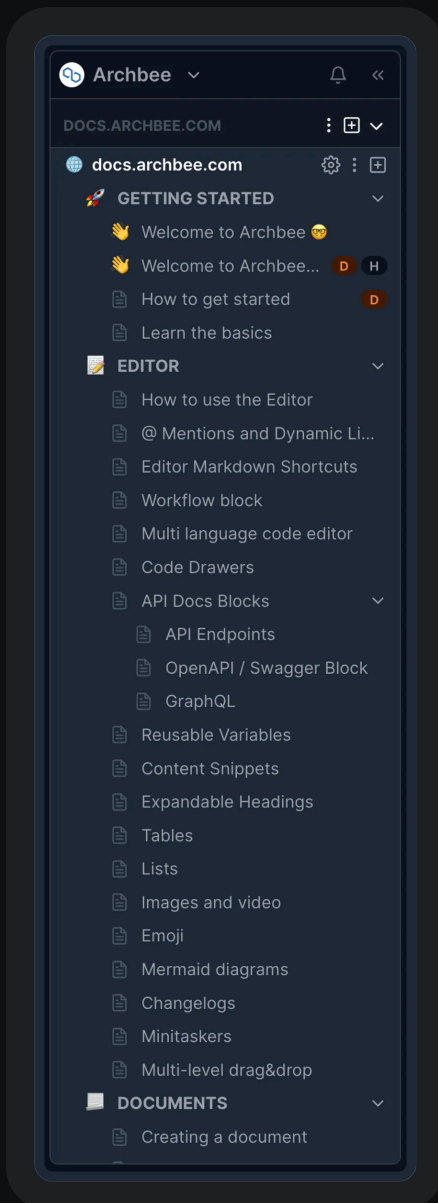 Archbee
DOCS.ARCHBEE.COM
docs.archbee.com
GETTING STARTED
Welcome to Archbee 🤓
Welcome to Archbee... D H
How to get started D
Learn the basics
EDITOR
How to use the Editor
@ Mentions and Dynamic Li...
Editor Markdown Shortcuts
Workflow block
Multi language code editor
Code Drawers
API Docs Blocks
API Endpoints
OpenAPI / Swagger Block
GraphQL
Reusable Variables
Content Snippets
Expandable Headings
Tables
Lists
Images and video
Emoji
Mermaid diagrams
Changelogs
Minitaskers
Multi-level drag&drop
DOCUMENTS
Creating a document